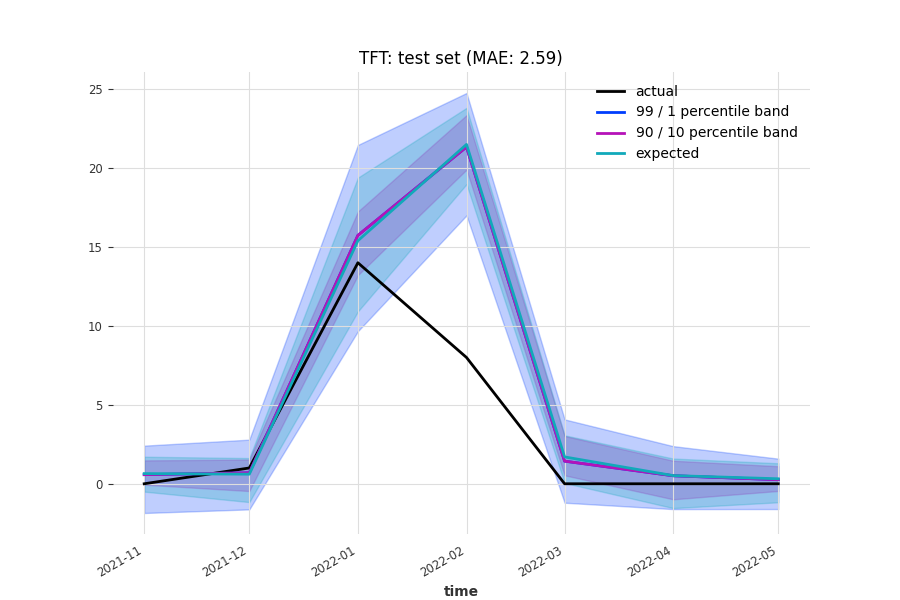 TFT: test set (MAE: 2.59)
actual
99 / 1 percentile band
90 / 10 percentile band
expected
25
20
15
10
5
0
2021-11
2021-12
2022-01
2022-02
2022-03
2022-04
2022-05
time